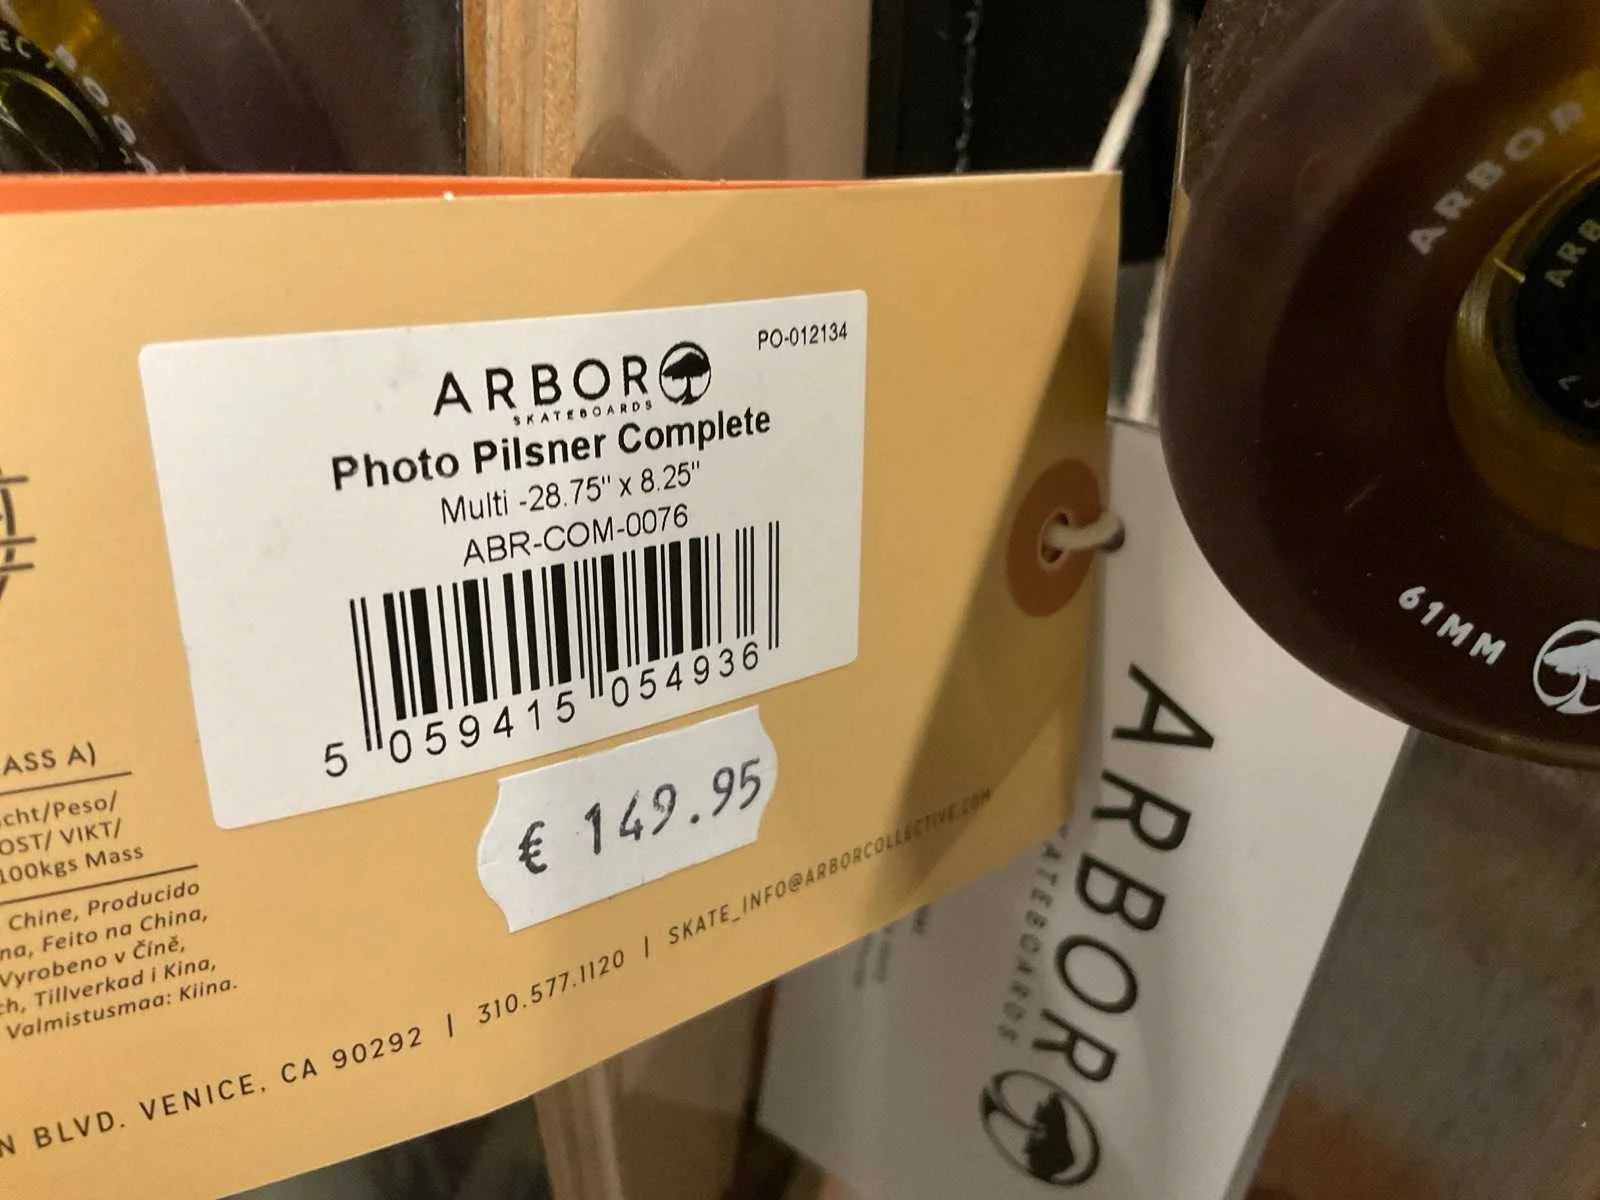 ARBOR
SKATEBOARDS
PO-012134
Photo Pilsner Complete
Multi -28.75" x 8.25"
ABR-COM-0076
5 059415 054936
€ 149.95
ASS A)
cht/Peso/
OST/ VIKT/
100kgs Mass
Chine, Producido
na, Feito na China,
Vyrobeno v Číně,
ch, Tillverkad i Kina,
Valmistusmaa: Kiina.
N BLVD. VENICE, CA 90292 | 310.577.1120 | SKATE_INFO@ARBORCOLLECTIVE.COM
ARBOR
SKATEBOARDS
ARBOR
ARB
61MM